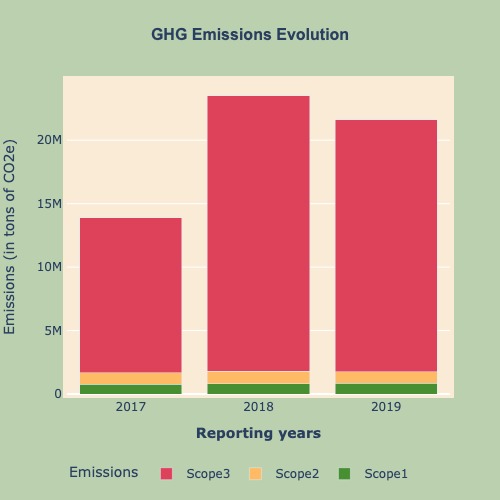 GHG Emissions Evolution
Emissions (in tons of CO2e)
20M
15M
10M
5M
0
2017 2018 2019
Reporting years
Emissions Scope3 Scope2 Scope1